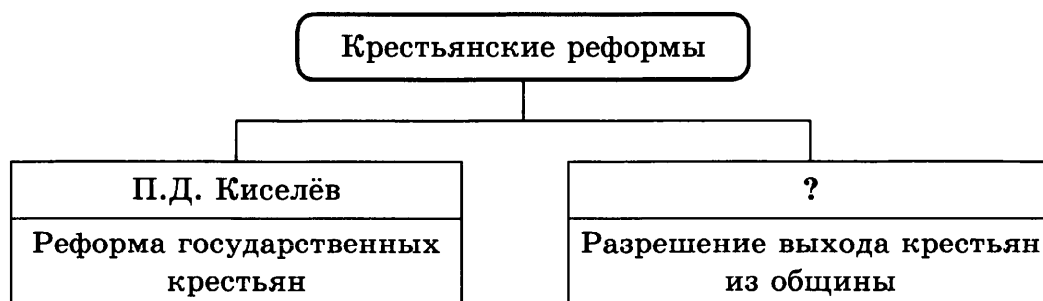 Крестьянские реформы
П.Д. Киселёв
Реформа государственных
крестьян
?
Разрешение выхода крестьян
из общины